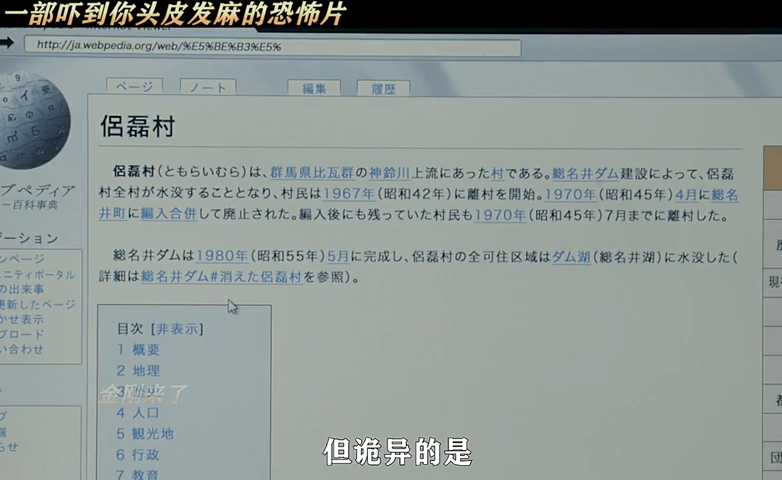 一部吓到你头皮发麻的恐怖片
http://ja.webpedia.org/web/%E5%BE%B3%E5%
ページ
ノート
編集
履歴
侶磊村
侶磊村(ともらいむら)は、群馬県比瓦群の神鈴川上流にあった村である。総名井ダム建設によって、侶磊
村全村が水没することとなり、村民は1967年(昭和42年)に離村を開始。1970年(昭和45年)4月に総名
井町に編入合併して廃止された。編入後にも残っていた村民も1970年(昭和45年)7月までに離村した。
総名井ダムは1980年(昭和55年)5月に完成し、侶磊村の全可住区域はダム湖(総名井湖)に水没した(
詳細は総名井ダム#消えた侶磊村を参照)。
ブペディア
ー百科事典
ゲーション
ンページ
ュニティポータル
の出来事
更新したページ
かせ表示
プロード
い合わせ
目次 [非表示]
1 概要
2 地理
3
金刚来了
4 人口
5 観光地
6 行政
7 教育
但诡异的是